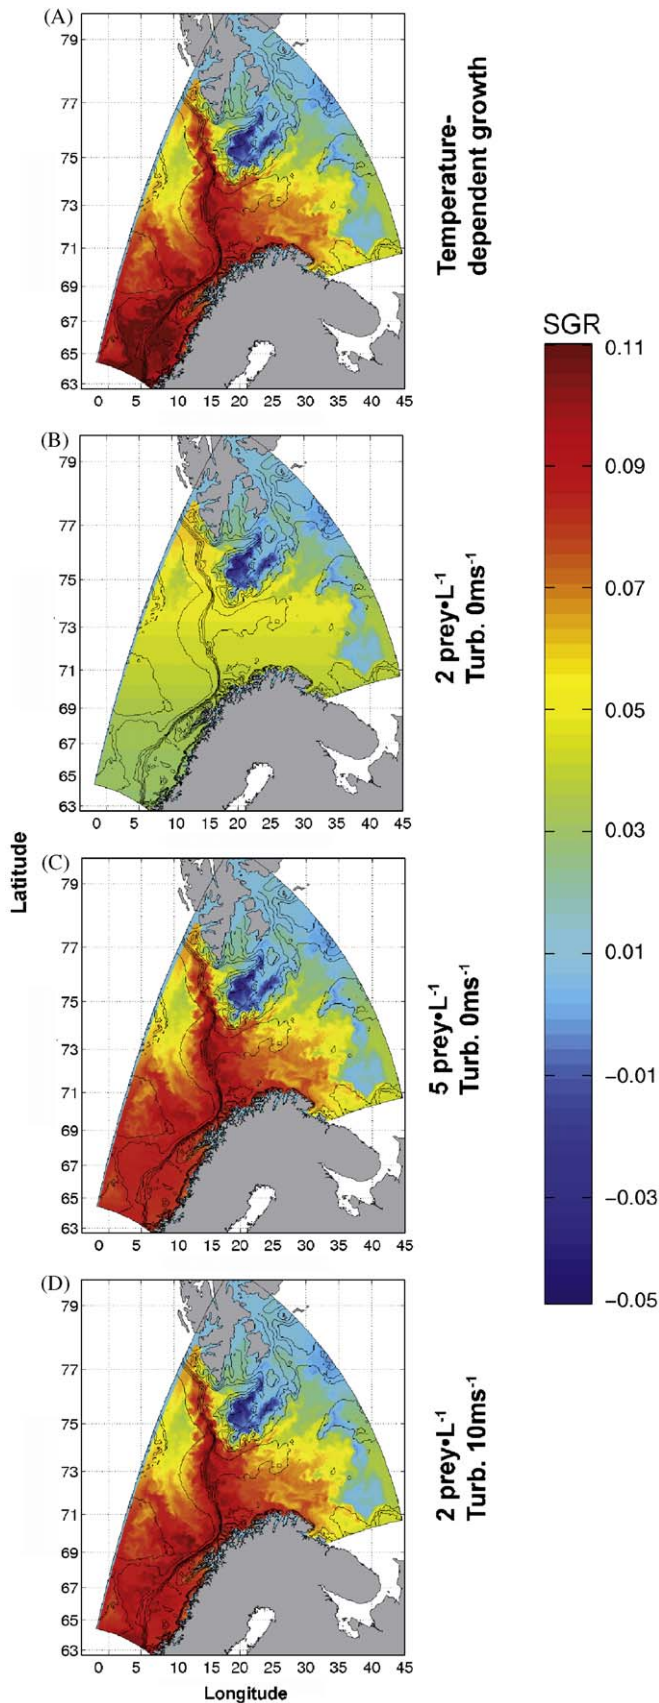 (A)
79
77
75
73
71
69
67
65
63
0 5 10 15 20 25 30 35 40 45
Temperature-
dependent growth
SGR
0.11
0.09
0.07
0.05
0.03
0.01
−0.01
−0.03
−0.05
(B)
79
77
75
73
71
69
67
65
63
0 5 10 15 20 25 30 35 40 45
2 prey•L-1
Turb. 0ms-1
Latitude
(C)
79
77
75
73
71
69
67
65
63
0 5 10 15 20 25 30 35 40 45
5 prey•L-1
Turb. 0ms-1
(D)
79
77
75
73
71
69
67
65
63
0 5 10 15 20 25 30 35 40 45
2 prey•L-1
Turb. 10ms-1
Longitude